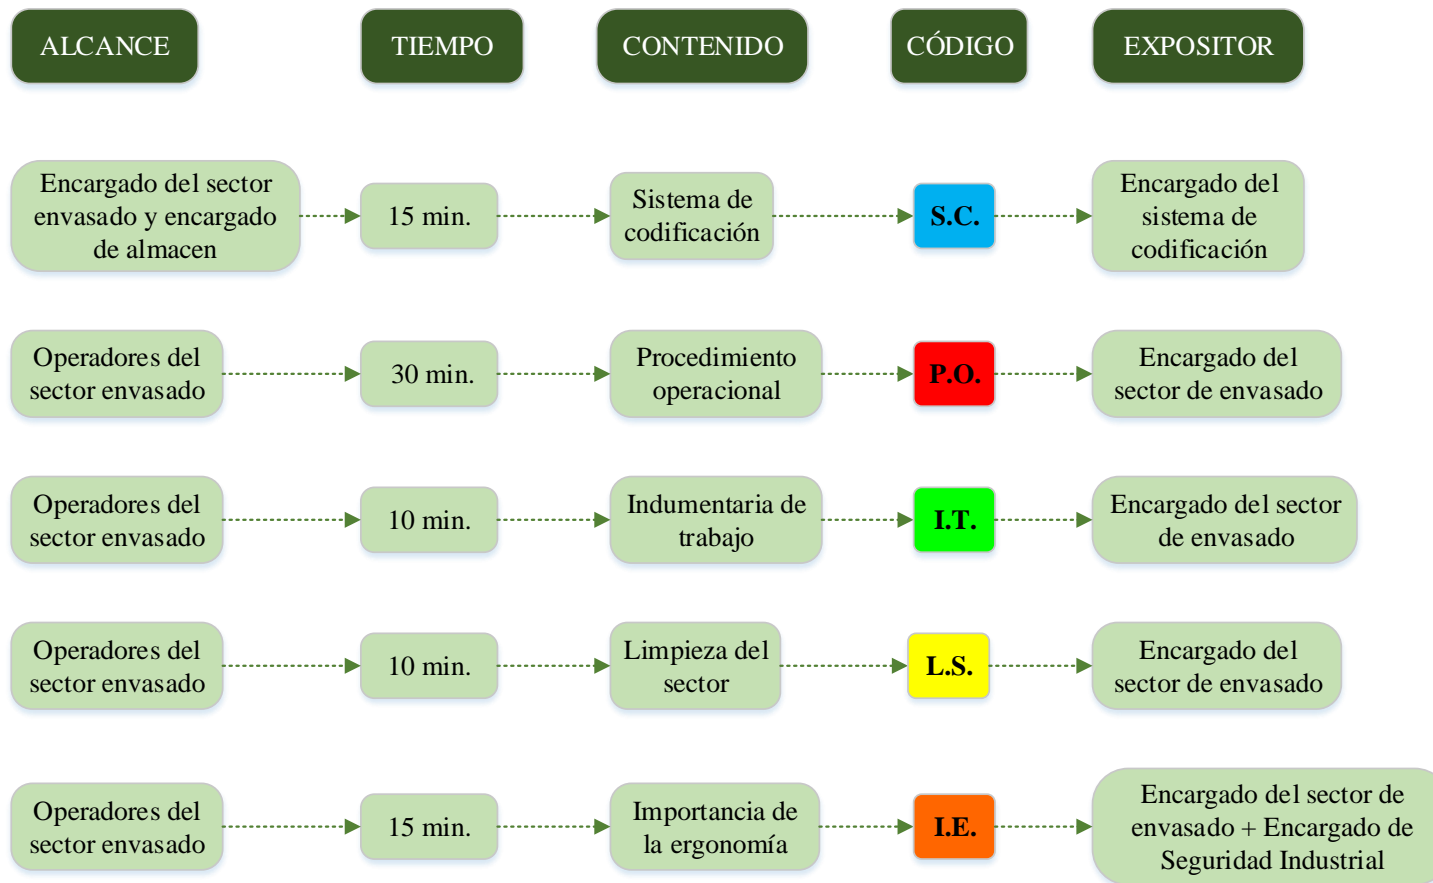 ALCANCE
TIEMPO
CONTENIDO
CÓDIGO
EXPOSITOR
Encargado del sector
envasado y encargado
de almacen
15 min.
Sistema de
codificación
S.C.
Encargado del
sistema de
codificación
Operadores del
sector envasado
30 min.
Procedimiento
operacional
P.O.
Encargado del
sector de envasado
Operadores del
sector envasado
10 min.
Indumentaria de
trabajo
I.T.
Encargado del sector
de envasado
Operadores del
sector envasado
10 min.
Limpieza del
sector
L.S.
Encargado del
sector de envasado
Operadores del
sector envasado
15 min.
Importancia de
la ergonomía
I.E.
Encargado del sector de
envasado + Encargado de
Seguridad Industrial